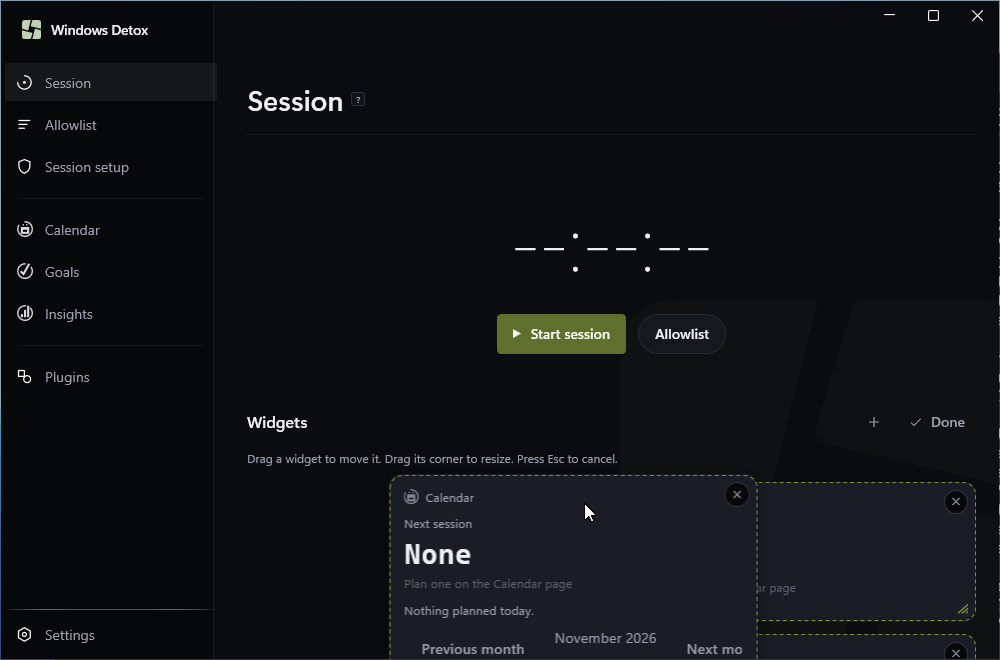 Windows Detox
Session
Allowlist
Session setup
Calendar
Goals
Insights
Plugins
Settings
Session ?
--:--:--
Start session
Allowlist
Widgets
Done
Drag a widget to move it. Drag its corner to resize. Press Esc to cancel.
Calendar
Next session
None
Plan one on the Calendar page
Nothing planned today.
November 2026
Previous month
Next mo
page